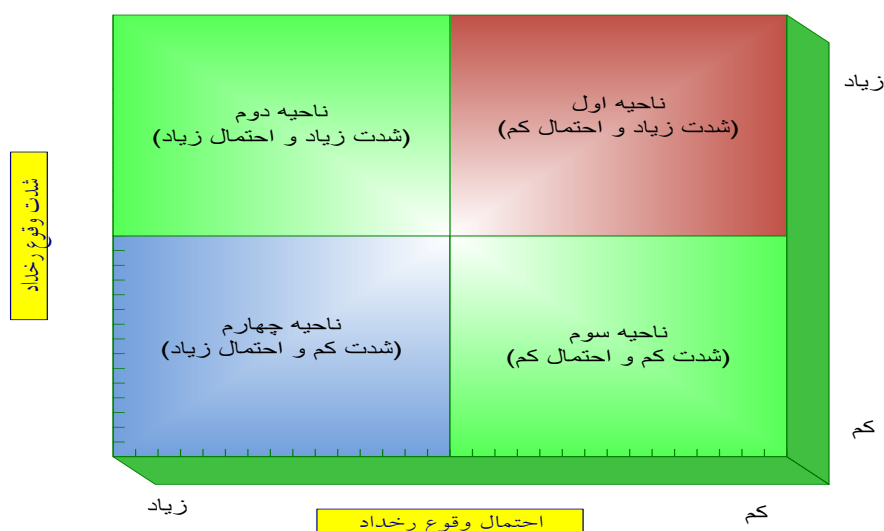 ناحیه اول
(شدت زیاد و احتمال کم)
ناحیه دوم
(شدت زیاد و احتمال زیاد)
زیاد
شدت وقوع رخداد
ناحیه سوم
(شدت کم و احتمال کم)
ناحیه چهارم
(شدت کم و احتمال زیاد)
کم
کم
زیاد
احتمال وقوع رخداد